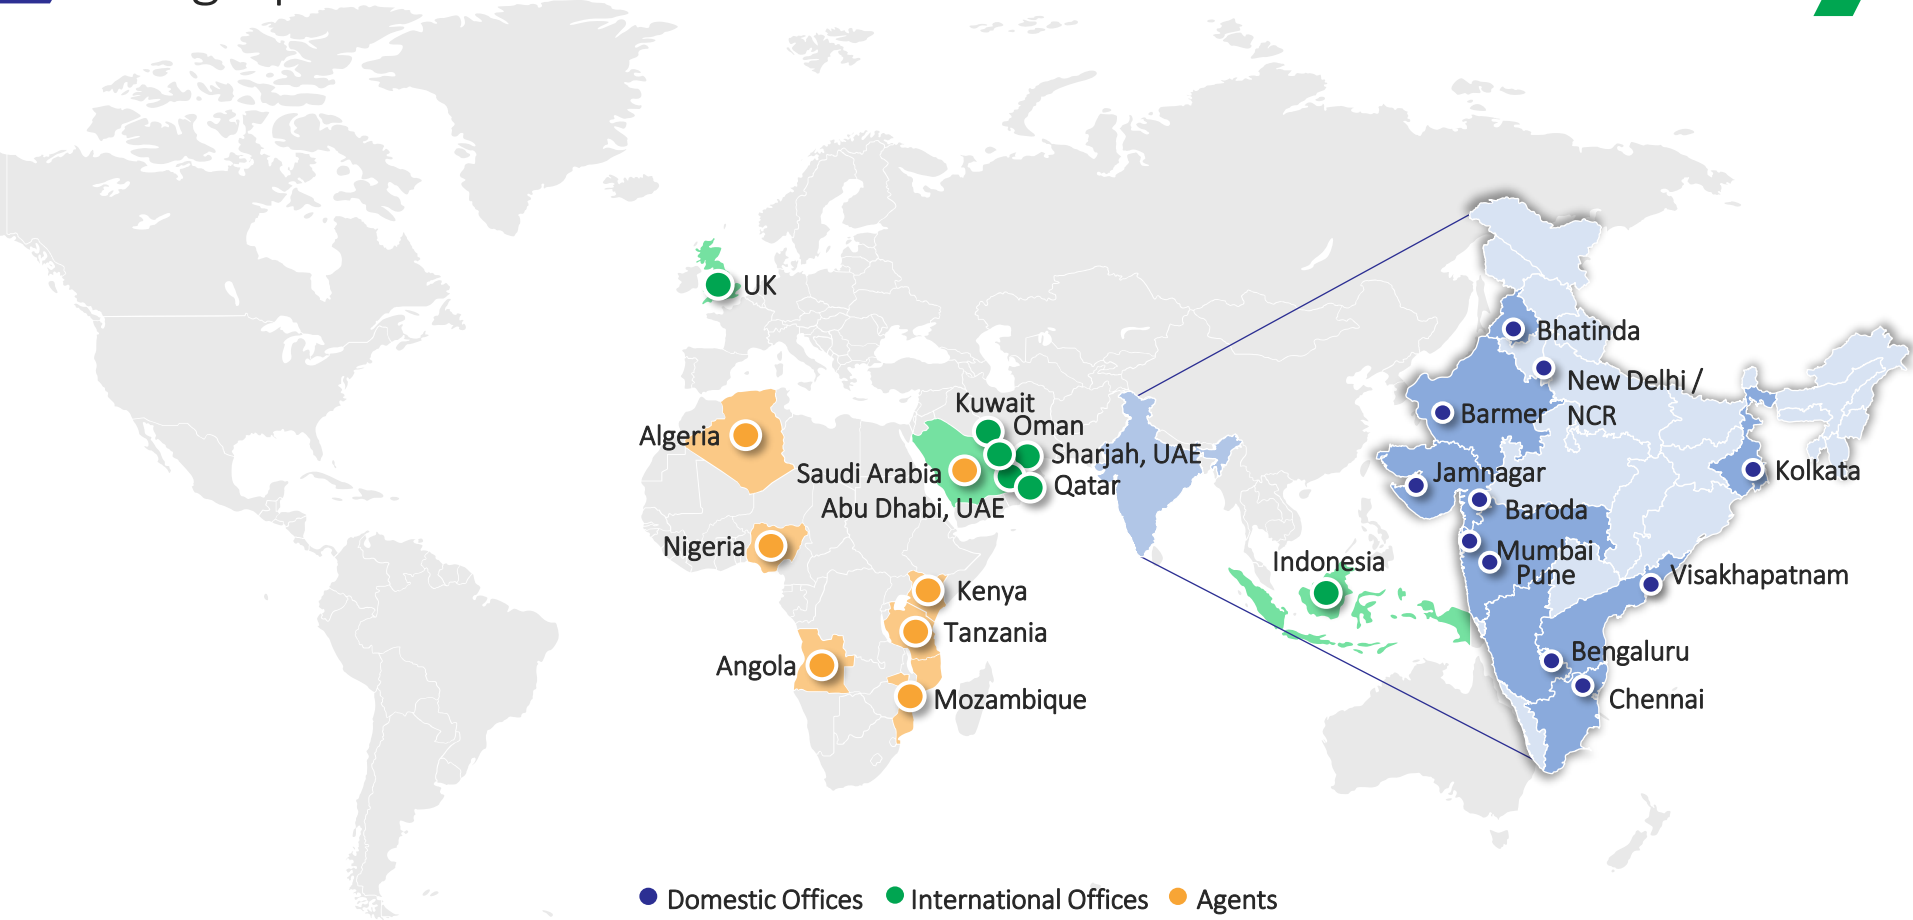 UK
Bhatinda
New Delhi /
NCR
Kuwait
Barmer
Oman
Algeria
Sharjah, UAE
Saudi Arabia
Jamnagar
Kolkata
Qatar
Abu Dhabi, UAE
Baroda
Nigeria
Mumbai
Indonesia
Pune
Visakhapatnam
Kenya
Tanzania
Bengaluru
Angola
Mozambique
Chennai
Domestic Offices
International Offices
Agents